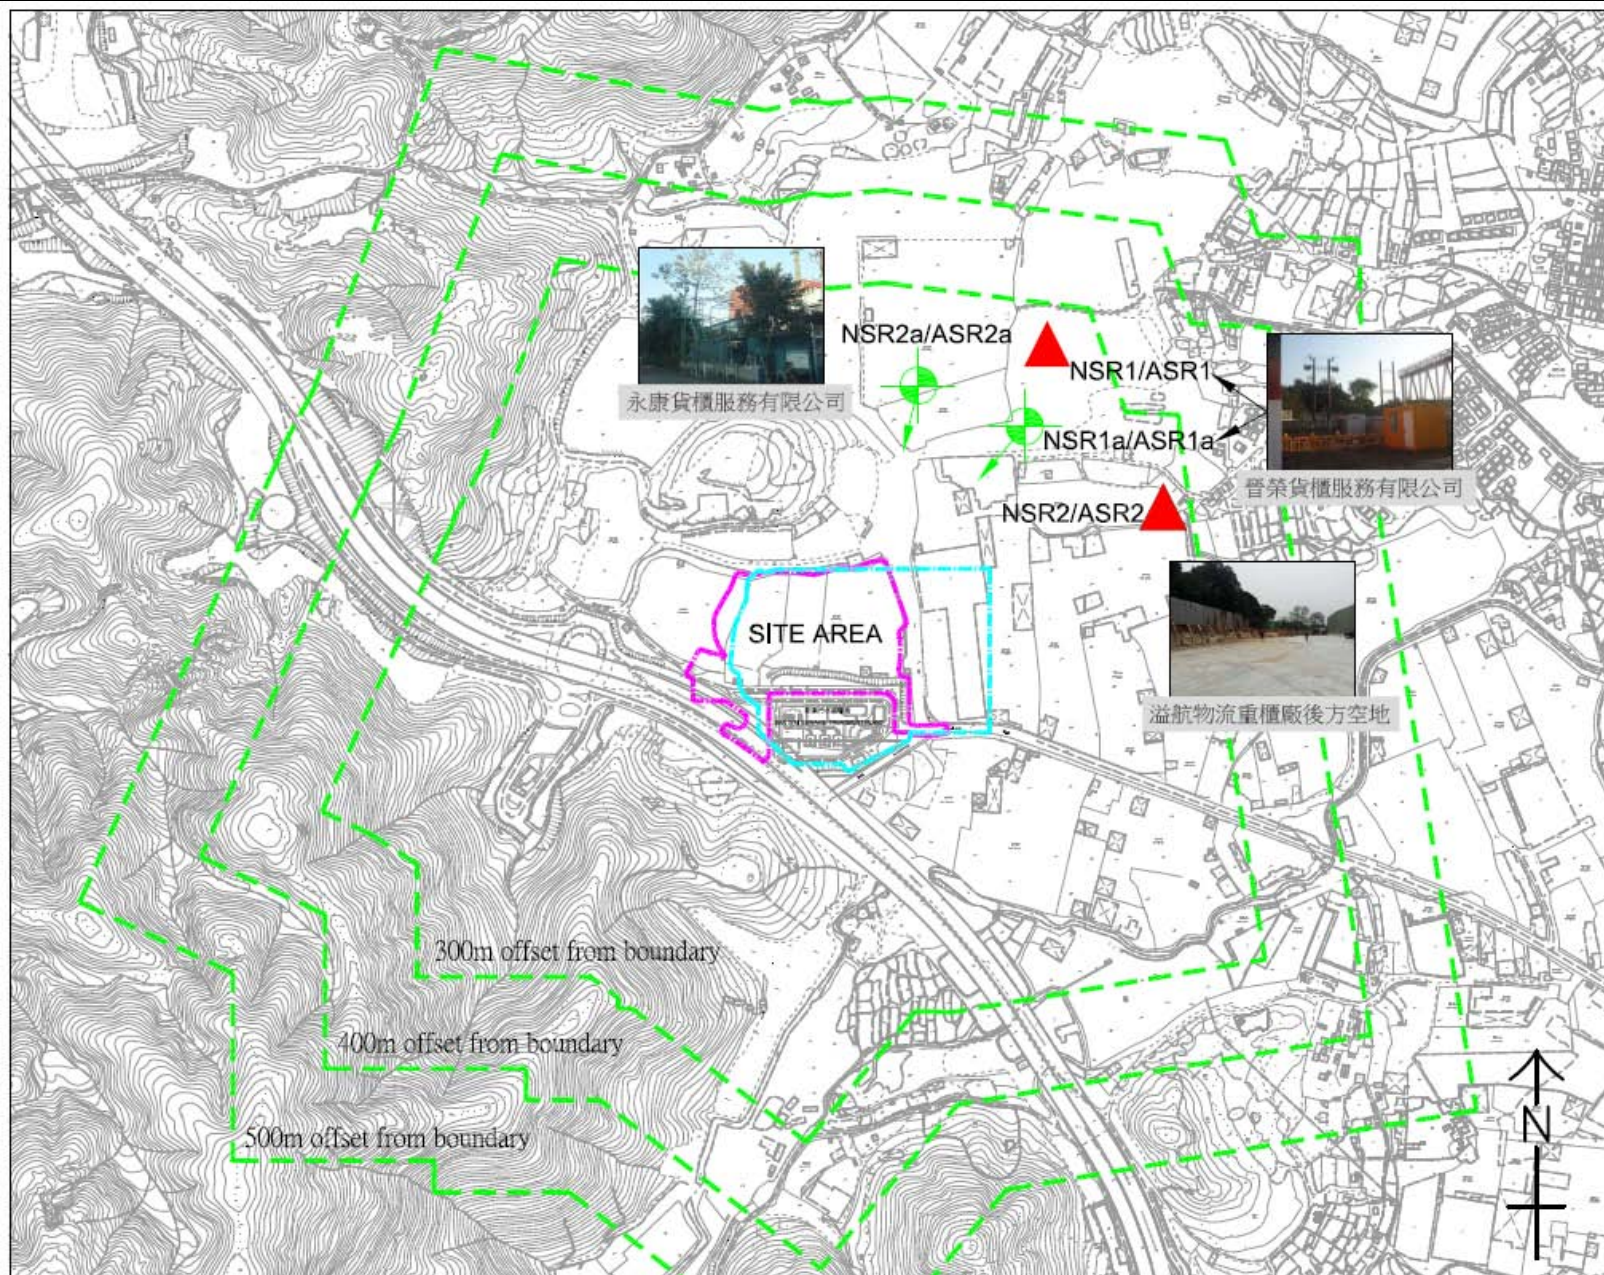 NSR2a/ASR2a
NSR1/ASR1
永康貨櫃服務有限公司
NSR1a/ASR1a
晉榮貨櫃服務有限公司
NSR2/ASR2
SITE AREA
溢航物流重櫃廠後方空地
300m offset from boundary
400m offset from boundary
500m offset from boundary
N